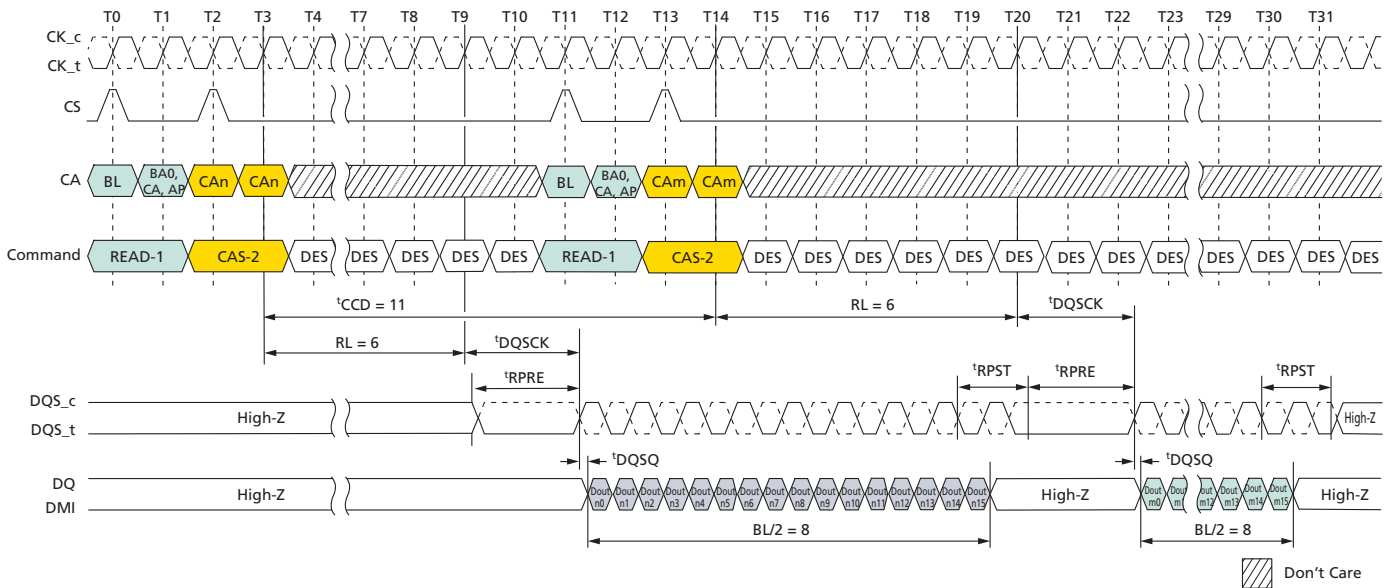 T0 T1 T2 T3 T4 T7 T8 T9 T10 T11 T12 T13 T14 T15 T16 T17 T18 T19 T20 T21 T22 T23 T29 T30 T31
CK_c
CK_t
CS
CA BL BA0, CA, AP CAn CAn BL BA0, CA, AP CAm CAm
Command READ-1 CAS-2 DES DES DES DES DES READ-1 CAS-2 DES DES DES DES DES DES DES DES DES DES DES DES DES
tCCD = 11 RL = 6 tDQSCK
RL = 6 tDQSCK
tRPRE tRPST tRPRE tRPST
DQS_c
High-Z High-Z
DQS_t
tDQSQ tDQSQ
DQ
High-Z Dout n0 Dout n1 Dout n2 Dout n3 Dout n4 Dout n5 Dout n6 Dout n7 Dout n8 Dout n9 Dout n10 Dout n11 Dout n12 Dout n13 Dout n14 Dout n15 High-Z Dout m0 Dout Dout m12 Dout m13 Dout m14 Dout m15 High-Z
DMI
BL/2 = 8 BL/2 = 8
Don't Care